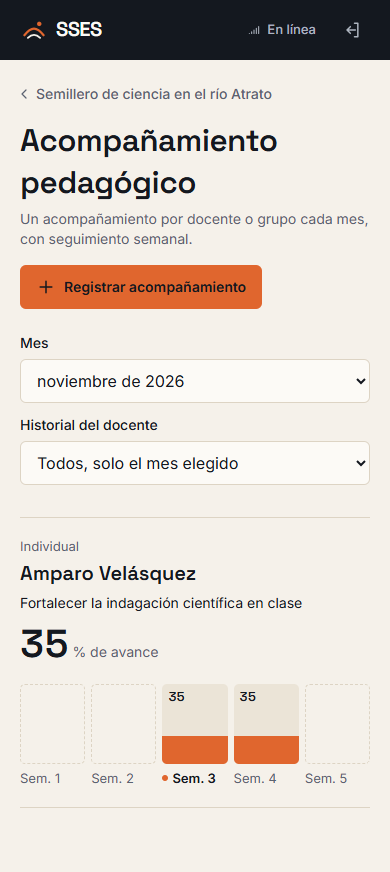 SSES
En línea
Semillero de ciencia en el río Atrato
Acompañamiento
pedagógico
Un acompañamiento por docente o grupo cada mes,
con seguimiento semanal.
Registrar acompañamiento
Mes
noviembre de 2026
Historial del docente
Todos, solo el mes elegido
Individual
Amparo Velásquez
Fortalecer la indagación científica en clase
35 % de avance
35 35
Sem. 1 Sem. 2 Sem. 3 Sem. 4 Sem. 5